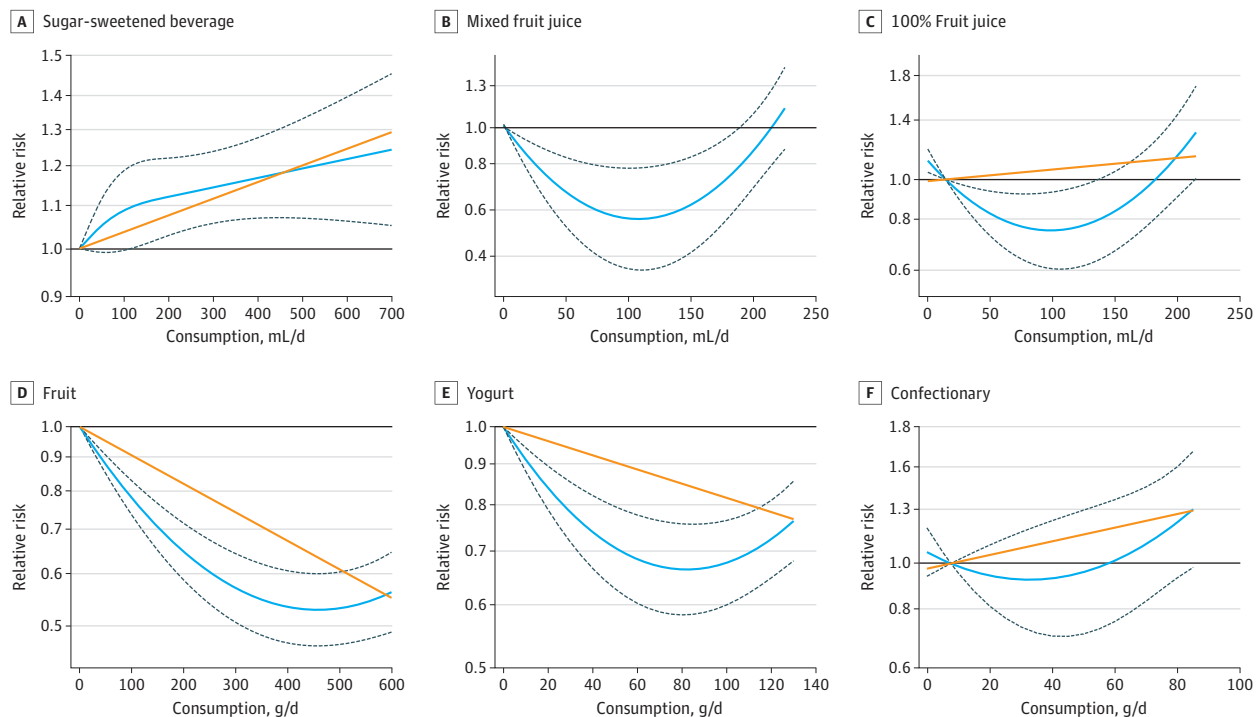 A Sugar-sweetened beverage
1.5
1.4
1.3
1.2
1.1
1.0
0.9
Relative risk
0 100 200 300 400 500 600 700
Consumption, mL/d
B Mixed fruit juice
1.3
1.0
0.8
0.6
0.4
Relative risk
0 50 100 150 200 250
Consumption, mL/d
C 100% Fruit juice
1.8
1.4
1.0
0.8
0.6
Relative risk
0 50 100 150 200 250
Consumption, mL/d
D Fruit
1.0
0.9
0.8
0.7
0.6
0.5
Relative risk
0 100 200 300 400 500 600
Consumption, g/d
E Yogurt
1.0
0.9
0.8
0.7
0.6
0.5
Relative risk
0 20 40 60 80 100 120 140
Consumption, g/d
F Confectionary
1.8
1.6
1.3
1.0
0.8
0.6
Relative risk
0 20 40 60 80 100
Consumption, g/d